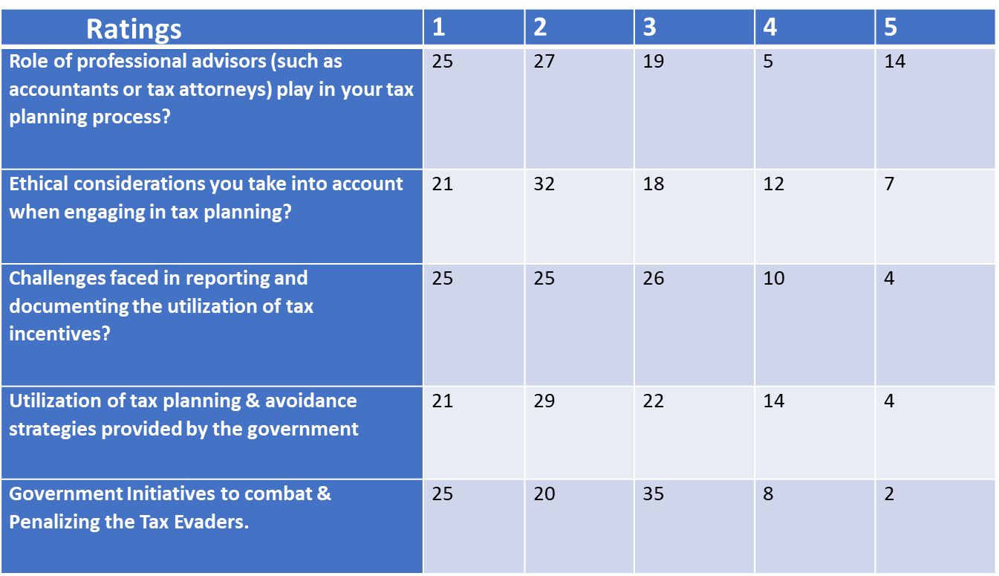 Ratings 1 2 3 4 5
Role of professional advisors (such as 25 27 19 5 14
accountants or tax attorneys) play in your tax
planning process?
Ethical considerations you take into account 21 32 18 12 7
when engaging in tax planning?
Challenges faced in reporting and 25 25 26 10 4
documenting the utilization of tax
incentives?
Utilization of tax planning & avoidance 21 29 22 14 4
strategies provided by the government
Government Initiatives to combat & 25 20 35 8 2
Penalizing the Tax Evaders.